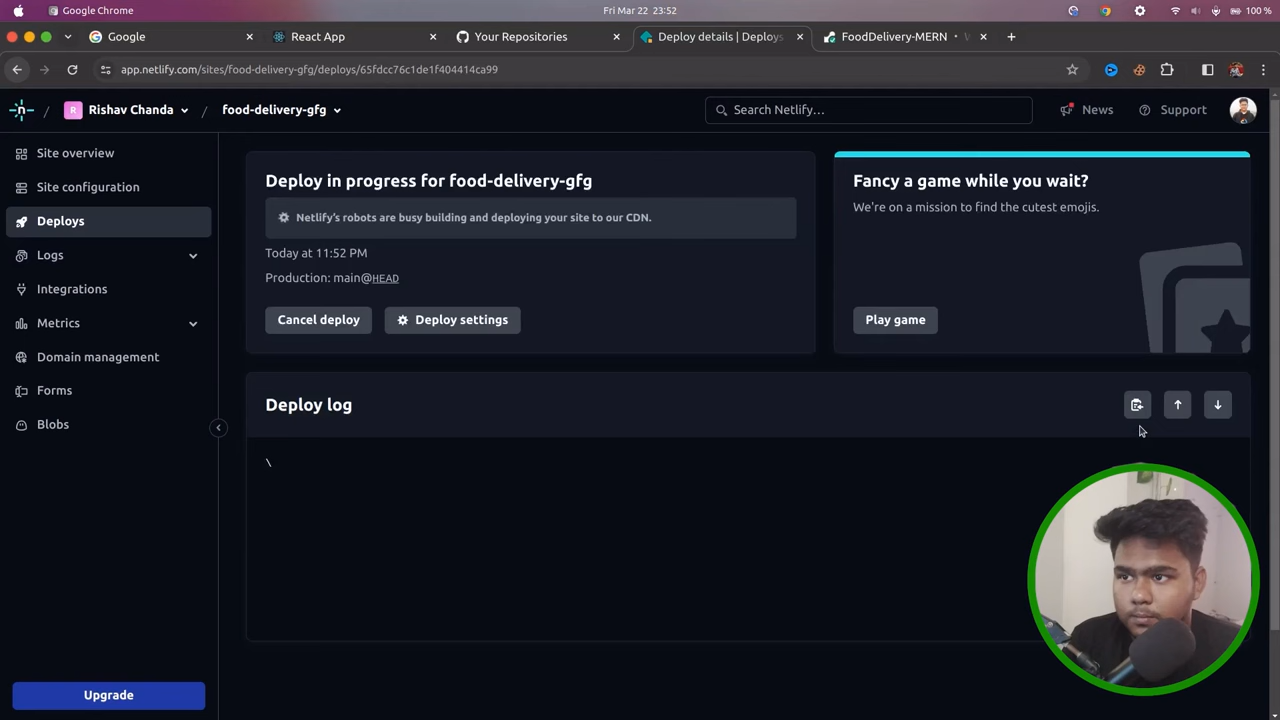 Google Chrome
Fri Mar 22 23:52
100 %
Google
React App
Your Repositories
Deploy details | Deploys
FoodDelivery-MERN
app.netlify.com/sites/food-delivery-gfg/deploys/65fdcc76c1de1f404414ca99
R
Rishav Chanda
/
food-delivery-gfg
Search Netlify…
News
Support
Site overview
Site configuration
Deploys
Logs
Integrations
Metrics
Domain management
Forms
Blobs
Upgrade
Deploy in progress for food-delivery-gfg
Netlify's robots are busy building and deploying your site to our CDN.
Today at 11:52 PM
Production: main@HEAD
Cancel deploy
Deploy settings
Fancy a game while you wait?
We're on a mission to find the cutest emojis.
Play game
Deploy log
\